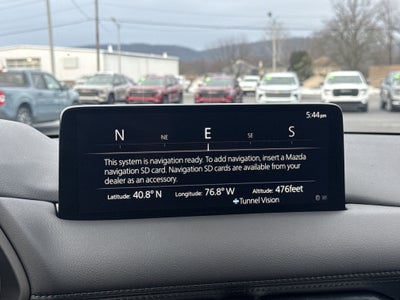 5:44pm
N NE E SE S
This system is navigation ready. To add navigation, insert a Mazda
navigation SD card. Navigation SD cards are available from your
dealer as an accessory.
Latitude: 40.8° N Longitude: 76.8° W Altitude: 476feet
Tunnel Vision